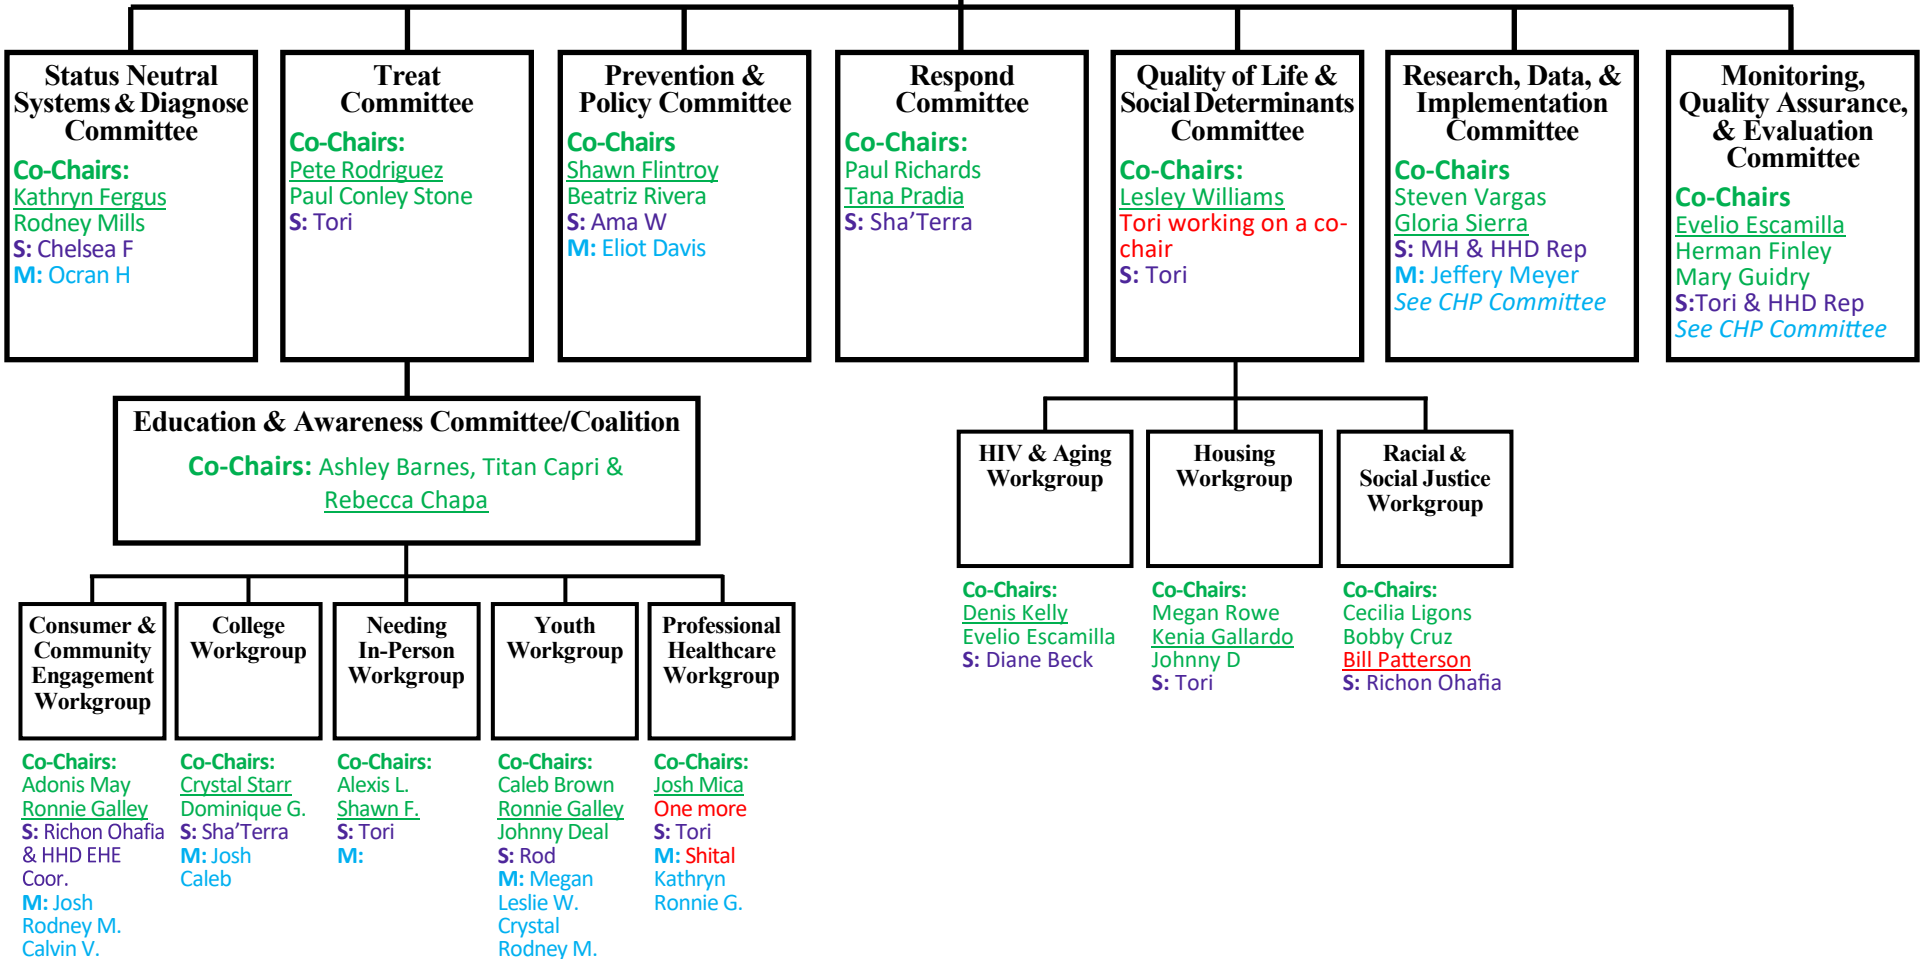 Status Neutral
Systems & Diagnose
Committee
Co-Chairs:
Kathryn Fergus
Rodney Mills
S: Chelsea F
M: Ocran H
Treat
Committee
Co-Chairs:
Pete Rodriguez
Paul Conley Stone
S: Tori
Prevention &
Policy Committee
Co-Chairs
Shawn Flintroy
Beatriz Rivera
S: Ama W
M: Eliot Davis
Respond
Committee
Co-Chairs:
Paul Richards
Tana Pradia
S: Sha'Terra
Quality of Life &
Social Determinants
Committee
Co-Chairs:
Lesley Williams
Tori working on a co-
chair
S: Tori
Research, Data, &
Implementation
Committee
Co-Chairs
Steven Vargas
Gloria Sierra
S: MH & HHD Rep
M: Jeffery Meyer
See CHP Committee
Monitoring,
Quality Assurance,
& Evaluation
Committee
Co-Chairs
Evelio Escamilla
Herman Finley
Mary Guidry
S:Tori & HHD Rep
See CHP Committee
Education & Awareness Committee/Coalition
Co-Chairs: Ashley Barnes, Titan Capri &
Rebecca Chapa
HIV & Aging
Workgroup
Co-Chairs:
Denis Kelly
Evelio Escamilla
S: Diane Beck
Housing
Workgroup
Co-Chairs:
Megan Rowe
Kenia Gallardo
Johnny D
S: Tori
Racial &
Social Justice
Workgroup
Co-Chairs:
Cecilia Ligons
Bobby Cruz
Bill Patterson
S: Richon Ohafia
Consumer &
Community
Engagement
Workgroup
Co-Chairs:
Adonis May
Ronnie Galley
S: Richon Ohafia
& HHD EHE
Coor.
M: Josh
Rodney M.
Calvin V.
College
Workgroup
Co-Chairs:
Crystal Starr
Dominique G.
S: Sha'Terra
M: Josh
Caleb
Needing
In-Person
Workgroup
Co-Chairs:
Alexis L.
Shawn F.
S: Tori
M:
Youth
Workgroup
Co-Chairs:
Caleb Brown
Ronnie Galley
Johnny Deal
S: Rod
M: Megan
Leslie W.
Crystal
Rodney M.
Professional
Healthcare
Workgroup
Co-Chairs:
Josh Mica
One more
S: Tori
M: Shital
Kathryn
Ronnie G.